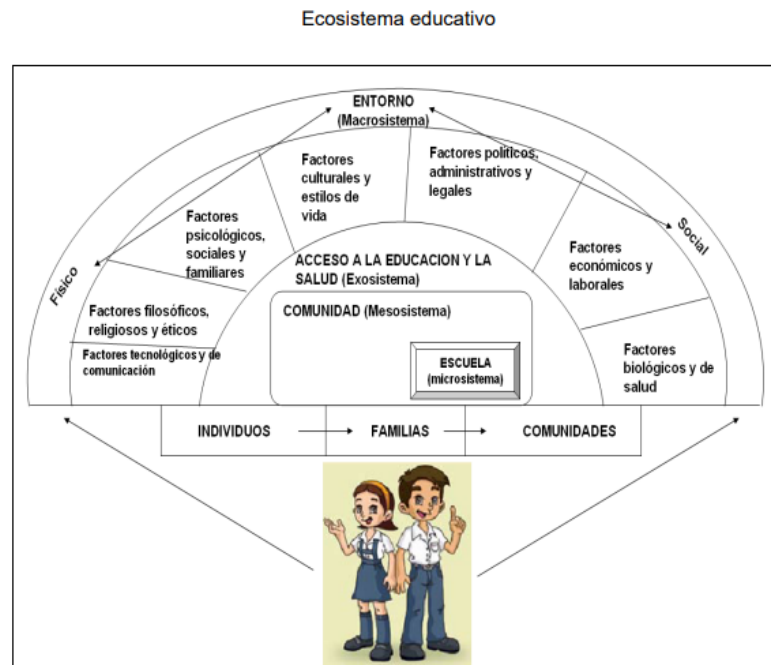 Ecosistema educativo
ENTORNO
(Macrosistema)
Factores
culturales y
estilos de
vida
Factores políticos,
administrativos y
legales
Factores
psicológicos,
sociales y
familiares
Social
Físico
ACCESO A LA EDUCACION Y LA
SALUD (Exosistema)
Factores
económicos y
laborales
Factores filosóficos,
religiosos y éticos
COMUNIDAD (Mesosistema)
Factores tecnológicos y de
comunicación
ESCUELA
(microsistema)
Factores
biológicos y de
salud
INDIVIDUOS
FAMILIAS
COMUNIDADES